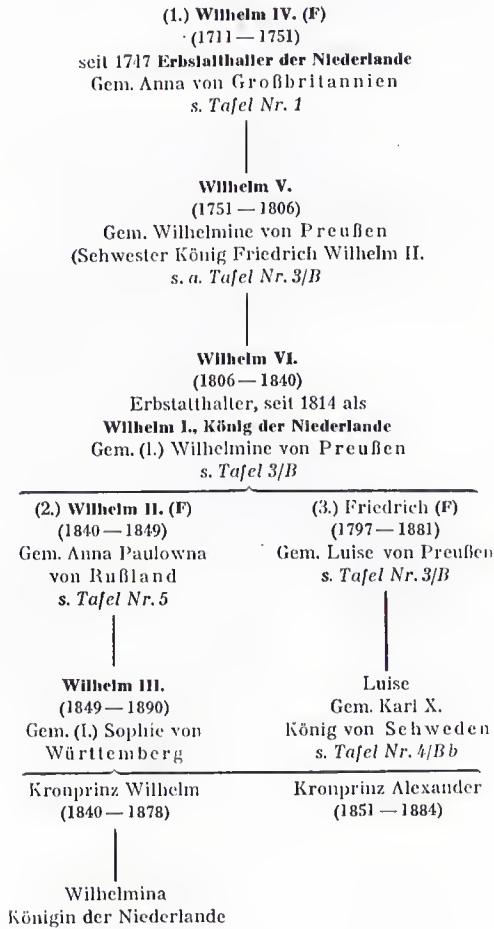 (1.) Wilhelm IV. (F)
(1711 — 1751)
seit 1747 Erbstatthalter der Niederlande
Gem. Anna von Großbritannien
s. Tafel Nr. 1
Wilhelm V.
(1751 — 1806)
Gem. Wilhelmine von Preußen
(Schwester König Friedrich Wilhelm II.
s. a. Tafel Nr. 3/B
Wilhelm VI.
(1806 — 1840)
Erbstatthalter, seit 1814 als
Wilhelm I., König der Niederlande
Gem. (I.) Wilhelmine von Preußen
s. Tafel 3/B
(2.) Wilhelm II. (F)
(1840 — 1849)
Gem. Anna Paulowna
von Rußland
s. Tafel Nr. 5
(3.) Friedrich (F)
(1797 — 1881)
Gem. Luise von Preußen
s. Tafel Nr. 3/B
Wilhelm III.
(1849 — 1890)
Gem. (I.) Sophie von
Württemberg
Luise
Gem. Karl X.
König von Schweden
s. Tafel Nr. 4/Bb
Kronprinz Wilhelm
(1840 — 1878)
Kronprinz Alexander
(1851 — 1884)
Wilhelmina
Königin der Niederlande